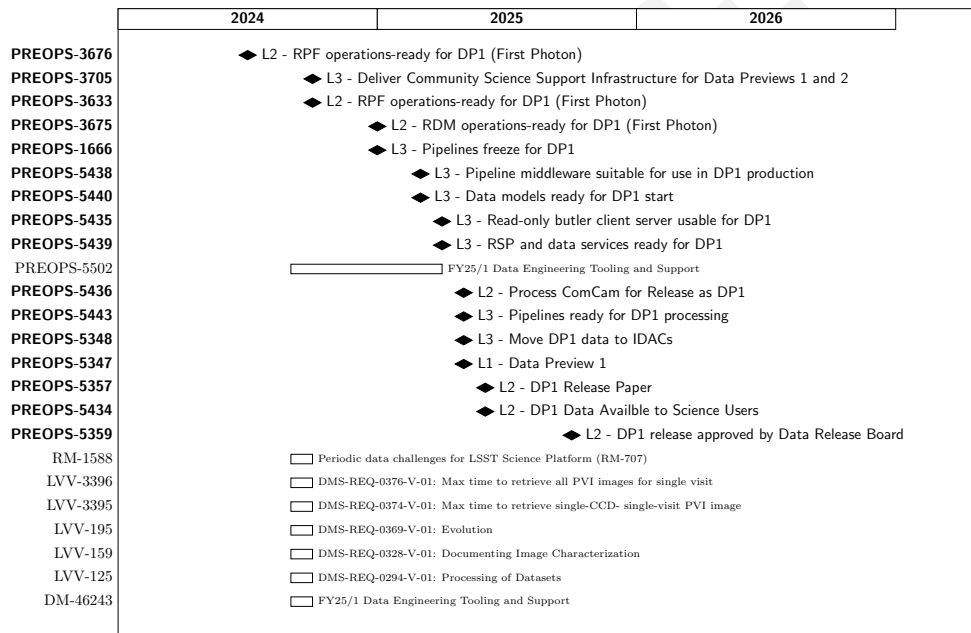 2024 2025 2026
PREOPS-3676 L2 - RPF operations-ready for DP1 (First Photon)
PREOPS-3705 L3 - Deliver Community Science Support Infrastructure for Data Previews 1 and 2
PREOPS-3633 L2 - RPF operations-ready for DP1 (First Photon)
PREOPS-3675 L2 - RDM operations-ready for DP1 (First Photon)
PREOPS-1666 L3 - Pipelines freeze for DP1
PREOPS-5438 L3 - Pipeline middleware suitable for use in DP1 production
PREOPS-5440 L3 - Data models ready for DP1 start
PREOPS-5435 L3 - Read-only butler client server usable for DP1
PREOPS-5439 L3 - RSP and data services ready for DP1
PREOPS-5502 FY25/1 Data Engineering Tooling and Support
PREOPS-5436 L2 - Process ComCam for Release as DP1
PREOPS-5443 L3 - Pipelines ready for DP1 processing
PREOPS-5348 L3 - Move DP1 data to IDACs
PREOPS-5347 L1 - Data Preview 1
PREOPS-5357 L2 - DP1 Release Paper
PREOPS-5434 L2 - DP1 Data Availble to Science Users
PREOPS-5359 L2 - DP1 release approved by Data Release Board
RM-1588 Periodic data challenges for LSST Science Platform (RM-707)
LVV-3396 DMS-REQ-0376-V-01: Max time to retrieve all PVI images for single visit
LVV-3395 DMS-REQ-0374-V-01: Max time to retrieve single-CCD- single-visit PVI image
LVV-195 DMS-REQ-0369-V-01: Evolution
LVV-159 DMS-REQ-0328-V-01: Documenting Image Characterization
LVV-125 DMS-REQ-0294-V-01: Processing of Datasets
DM-46243 FY25/1 Data Engineering Tooling and Support